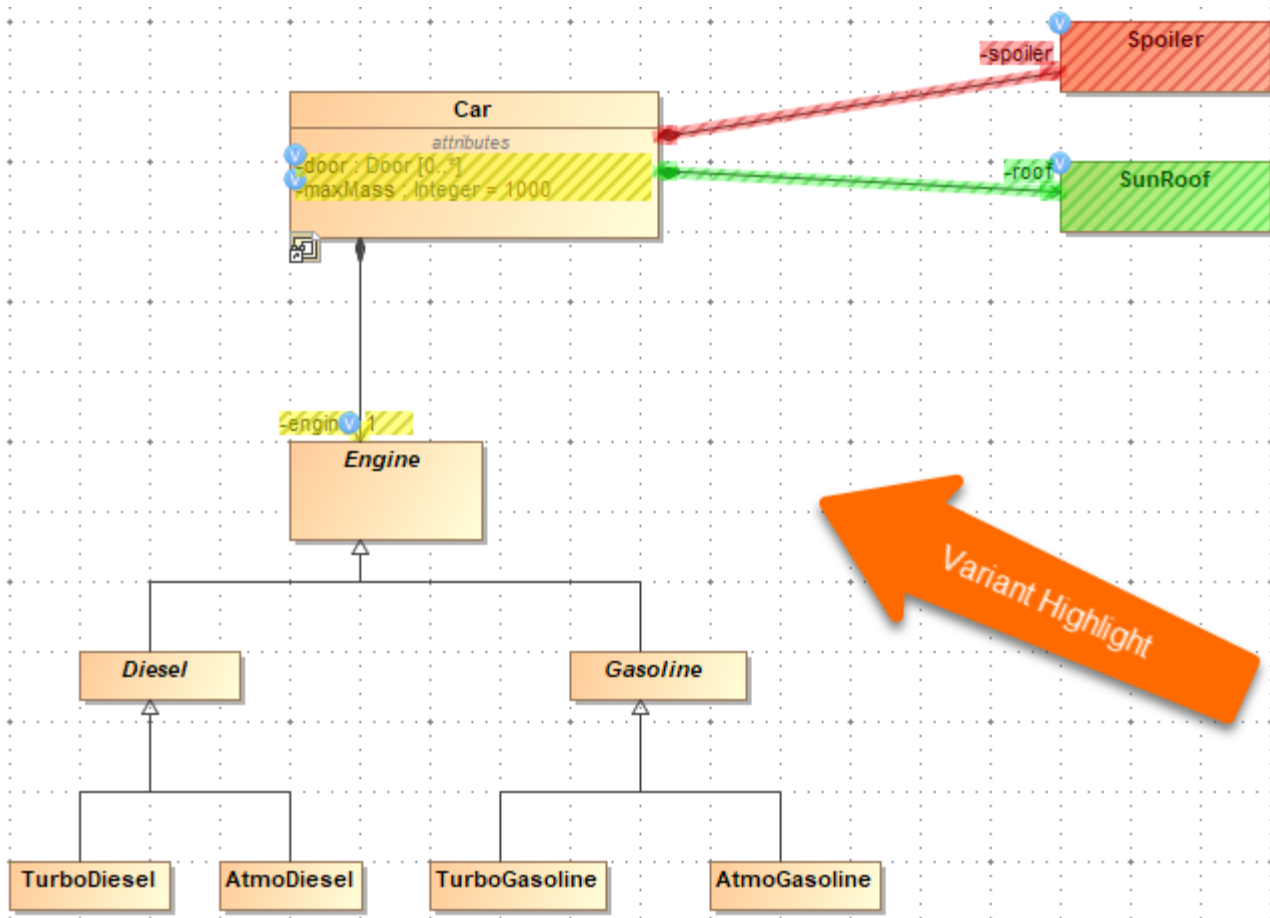 Spoiler
-spoiler
Car
attributes
-door : Door [0..*]
-maxMass : Integer = 1000
-roof
SunRoof
-engin
1
Engine
Variant Highlight
Diesel
Gasoline
TurboDiesel
AtmoDiesel
TurboGasoline
AtmoGasoline
v
v
v
v
v